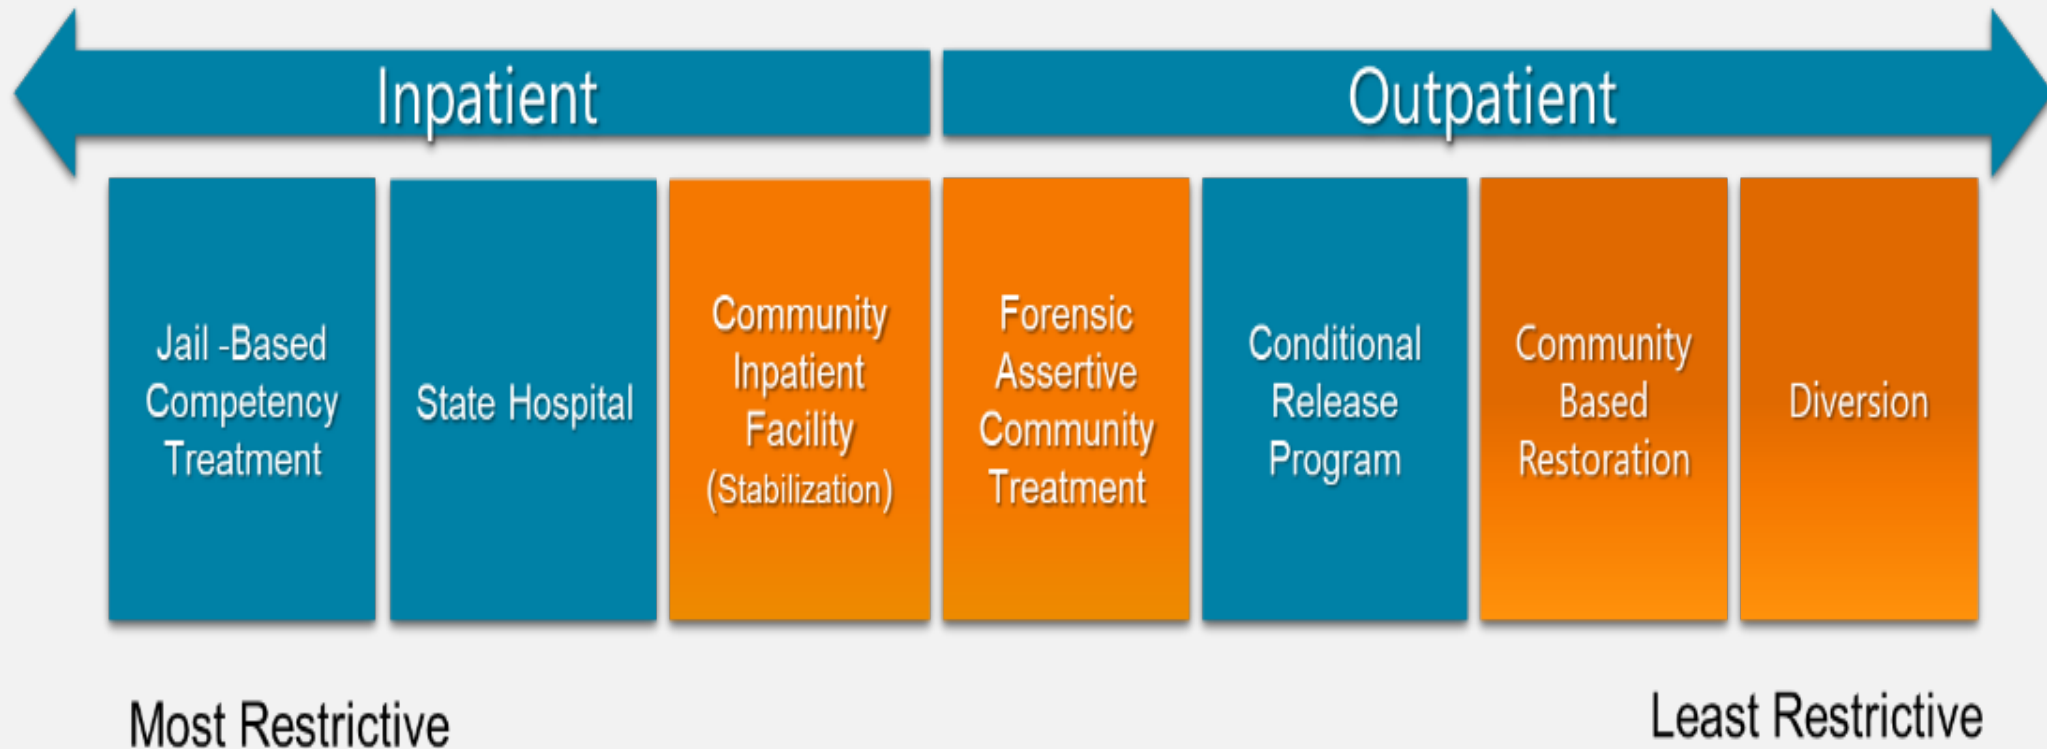 Inpatient
Outpatient
Jail -Based
Competency
Treatment
State Hospital
Community
Inpatient
Facility
(Stabilization)
Forensic
Assertive
Community
Treatment
Conditional
Release
Program
Community
Based
Restoration
Diversion
Most Restrictive
Least Restrictive